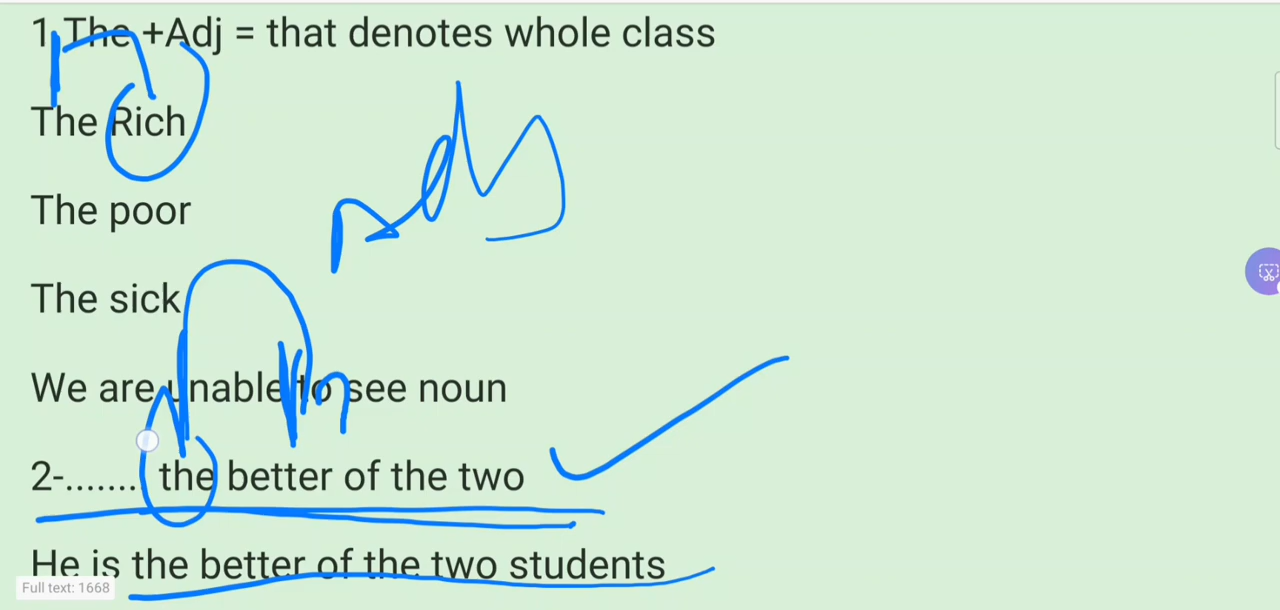 1.The +Adj = that denotes whole class
The Rich
The poor
The sick
We are unable to see noun
2-....... the better of the two
He is the better of the two students
Full text: 1668